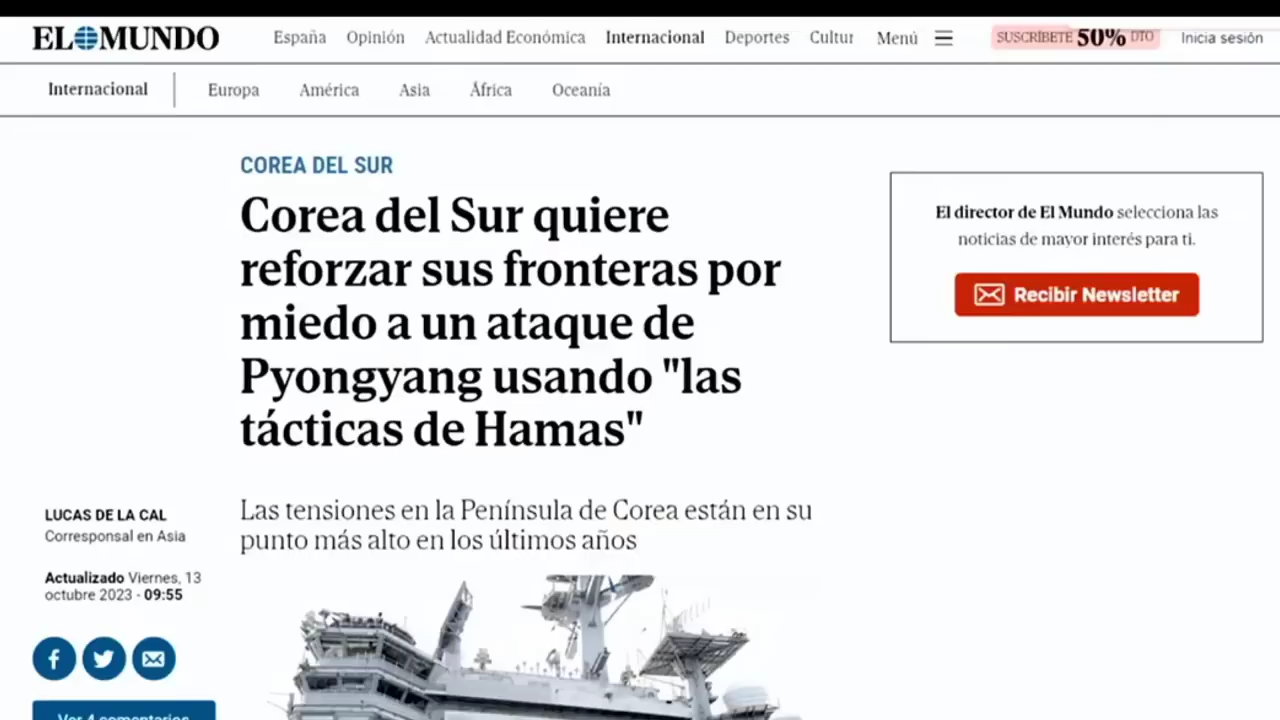 EL MUNDO
España Opinión Actualidad Económica Internacional Deportes Cultur Menú SUSCRÍBETE 50% DTO Inicia sesión
Internacional Europa América Asia África Oceanía
COREA DEL SUR
Corea del Sur quiere
reforzar sus fronteras por
miedo a un ataque de
Pyongyang usando "las
tácticas de Hamas"
El director de El Mundo selecciona las
noticias de mayor interés para ti.
Recibir Newsletter
Las tensiones en la Península de Corea están en su
punto más alto en los últimos años
LUCAS DE LA CAL
Corresponsal en Asia
Actualizado Viernes, 13
octubre 2023 - 09:55
Ver 4 comentarios